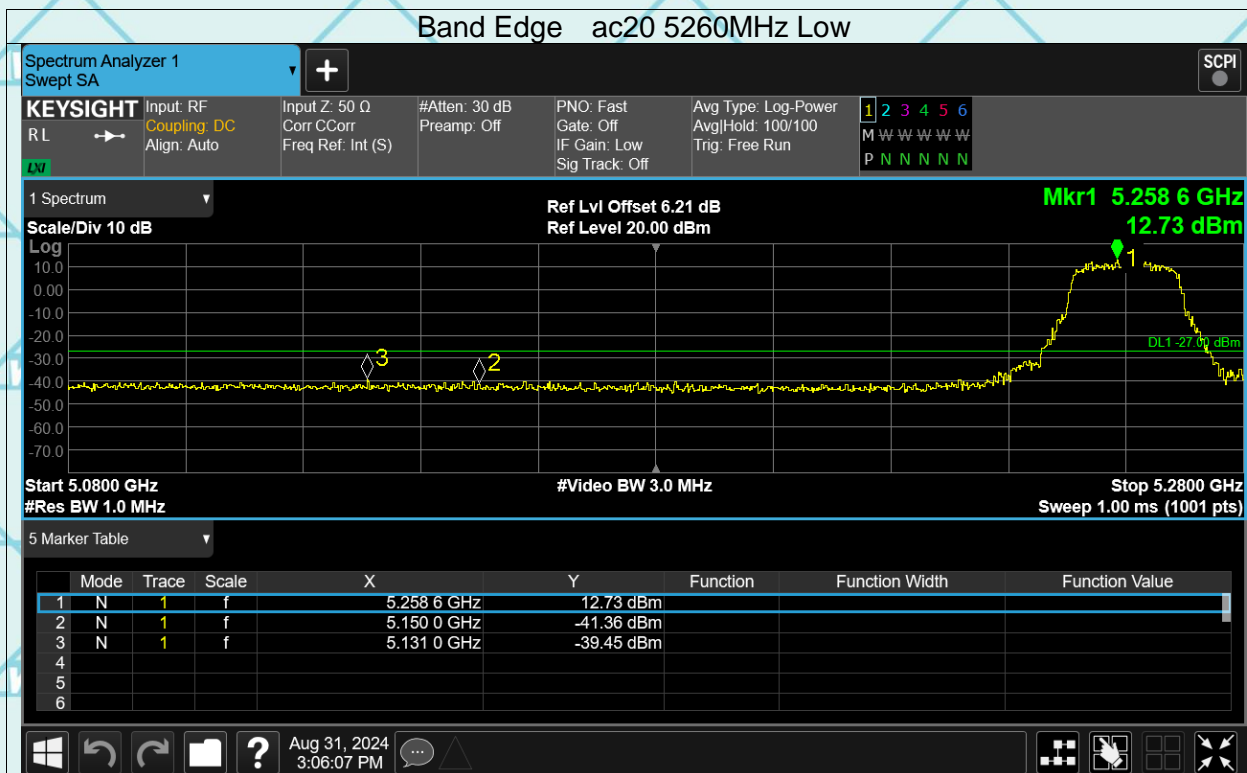 Band Edge ac20 5260MHz Low
Spectrum Analyzer 1
Swept SA
SCPI
KEYSIGHT
R L
LXI
Input: RF
Coupling: DC
Align: Auto
Input Z: 50 Ω
Corr CCorr
Freq Ref: Int (S)
#Atten: 30 dB
Preamp: Off
PNO: Fast
Gate: Off
IF Gain: Low
Sig Track: Off
Avg Type: Log-Power
Avg|Hold: 100/100
Trig: Free Run
1 2 3 4 5 6
M W W W W W
P N N N N N
1 Spectrum
Scale/Div 10 dB
Ref Lvl Offset 6.21 dB
Ref Level 20.00 dBm
Mkr1 5.258 6 GHz
12.73 dBm
Log
10.0
0.00
-10.0
-20.0
-30.0
-40.0
-50.0
-60.0
-70.0
1
3
2
DL1 -27.00 dBm
Start 5.0800 GHz
#Video BW 3.0 MHz
Stop 5.2800 GHz
#Res BW 1.0 MHz
Sweep 1.00 ms (1001 pts)
5 Marker Table
Mode Trace Scale X Y Function Function Width Function Value
1 N 1 f 5.258 6 GHz 12.73 dBm
2 N 1 f 5.150 0 GHz -41.36 dBm
3 N 1 f 5.131 0 GHz -39.45 dBm
4
5
6
?
Aug 31, 2024
3:06:07 PM